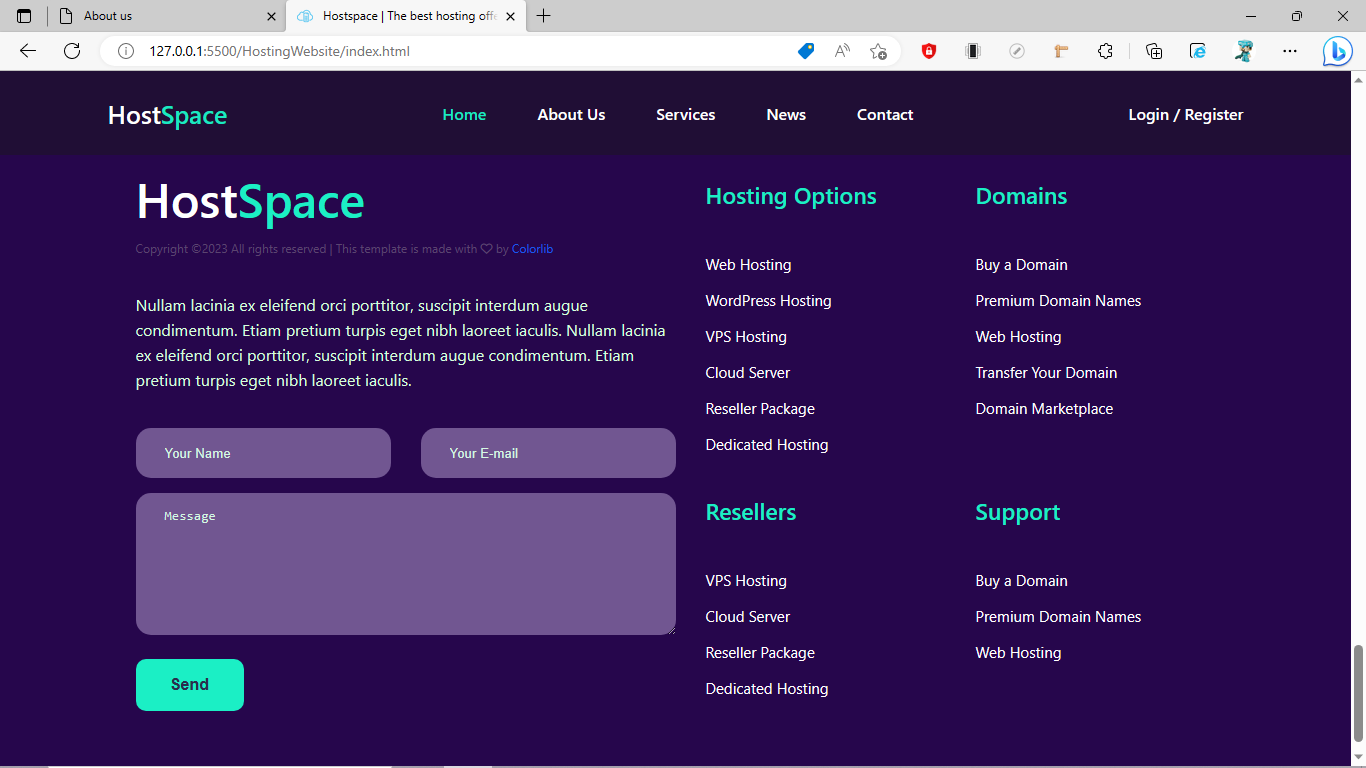 About us
Hostspace | The best hosting offe
127.0.0.1:5500/HostingWebsite/index.html
HostSpace
Home
About Us
Services
News
Contact
Login / Register
HostSpace
Copyright ©2023 All rights reserved | This template is made with ♡ by Colorlib
Nullam lacinia ex eleifend orci porttitor, suscipit interdum augue
condimentum. Etiam pretium turpis eget nibh laoreet iaculis. Nullam lacinia
ex eleifend orci porttitor, suscipit interdum augue condimentum. Etiam
pretium turpis eget nibh laoreet iaculis.
Your Name
Your E-mail
Message
Send
Hosting Options
Web Hosting
WordPress Hosting
VPS Hosting
Cloud Server
Reseller Package
Dedicated Hosting
Domains
Buy a Domain
Premium Domain Names
Web Hosting
Transfer Your Domain
Domain Marketplace
Resellers
VPS Hosting
Cloud Server
Reseller Package
Dedicated Hosting
Support
Buy a Domain
Premium Domain Names
Web Hosting